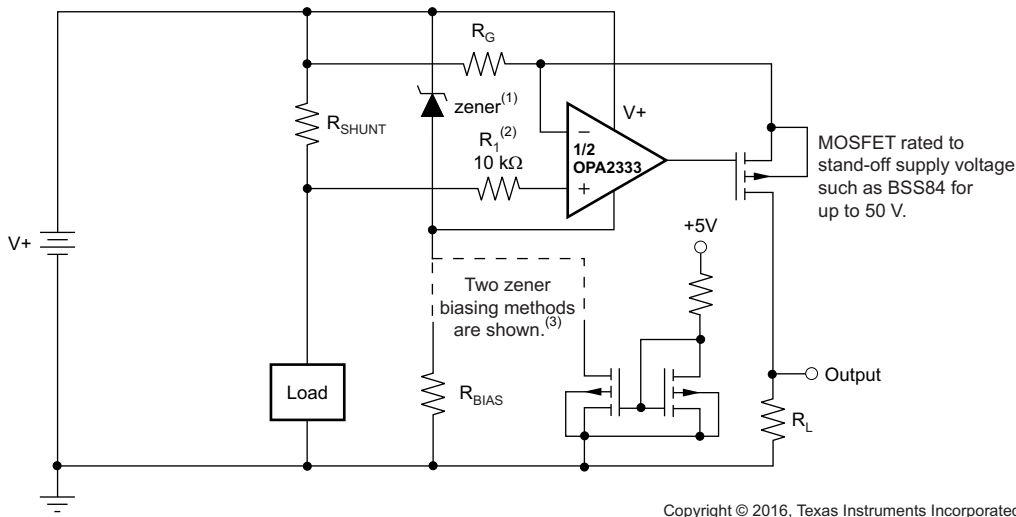 R_G
zener(1)
V+
R_SHUNT
R_1(2)
10 kΩ
−
1/2
OPA2333
+
MOSFET rated to
stand-off supply voltage
such as BSS84 for
up to 50 V.
V+
+5V
Two zener
biasing methods
are shown.(3)
Load
R_BIAS
Output
R_L
Copyright © 2016, Texas Instruments Incorporated